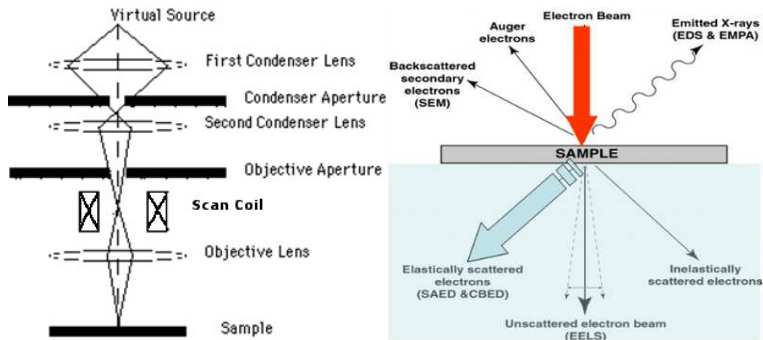 Virtual Source
First Condenser Lens
Condenser Aperture
Second Condenser Lens
Objective Aperture
Scan Coil
Objective Lens
Sample
Electron Beam
Auger
electrons
Emitted X-rays
(EDS & EMPA)
Backscattered
secondary
electrons
(SEM)
SAMPLE
Elastically scattered
electrons
(SAED &CBED)
Inelastically
scattered electrons
Unscattered electron beam
(EELS)